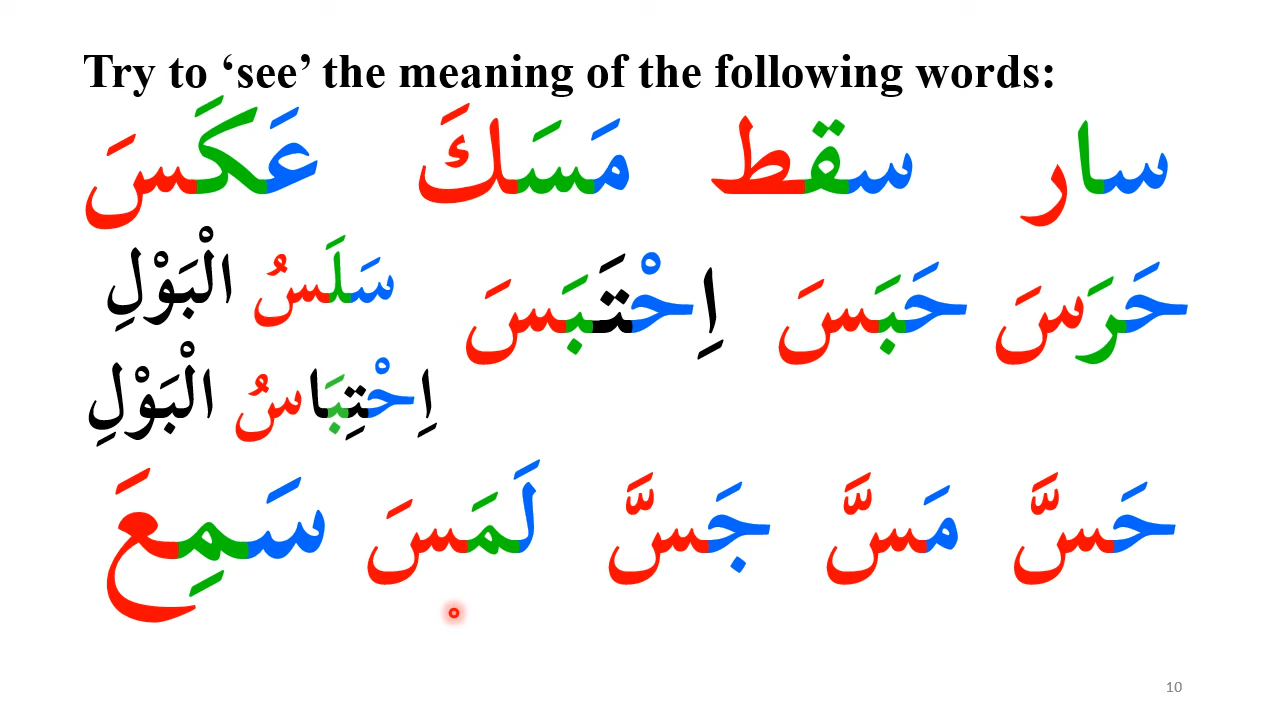 Try to ‘see’ the meaning of the following words:
سار سقط مَسَكَ عَكَسَ
حَرَسَ حَبَسَ اِحْتَبَسَ سَلَسُ الْبَوْلِ
اِحْتِبَاسُ الْبَوْلِ
حَسَّ مَسَّ جَسَّ لَمَسَ سَمِعَ
10